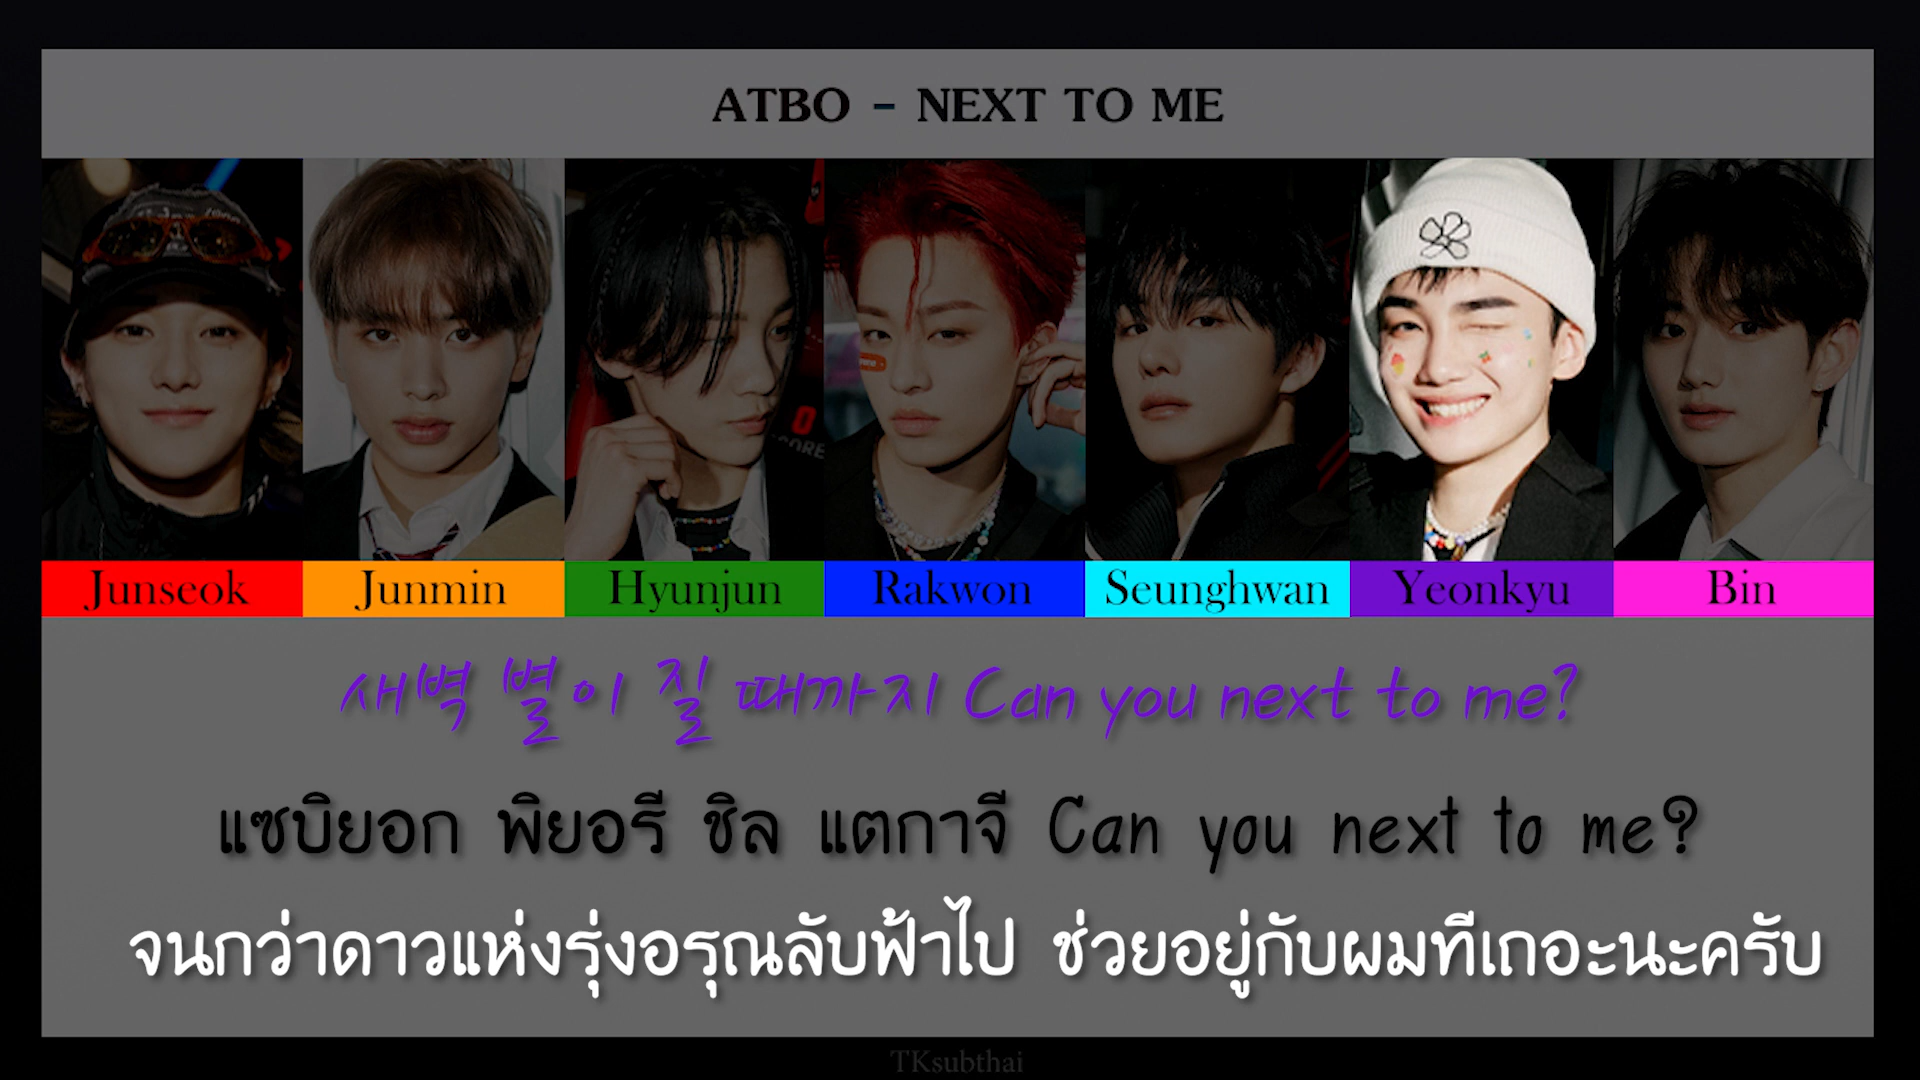 ATBO - NEXT TO ME
CORE
Junseok Junmin Hyunjun Rakwon Seunghwan Yeonkyu Bin
새벽 별이 질 때까지 Can you next to me?
แซบิยอก พิยอรี ชิล แตกาจี Can you next to me?
จนกว่าดาวแห่งรุ่งอรุณลับฟ้าไป ช่วยอยู่กับผมทีเถอะนะครับ
TKsubthai